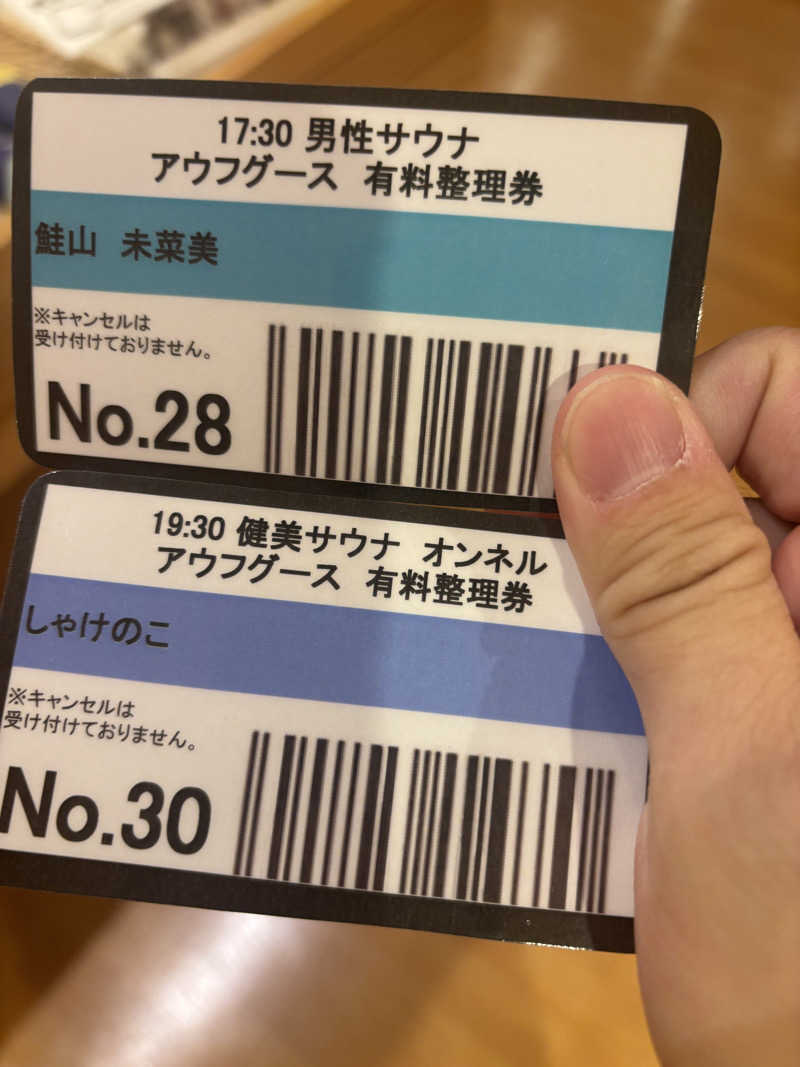 17:30 男性サウナ
アウフグース 有料整理券
鮭山 未菜美
※キャンセルは
受け付けておりません。
No.28
19:30 健美サウナ オンネル
アウフグース 有料整理券
しゃけのこ
※キャンセルは
受け付けておりません。
No.30